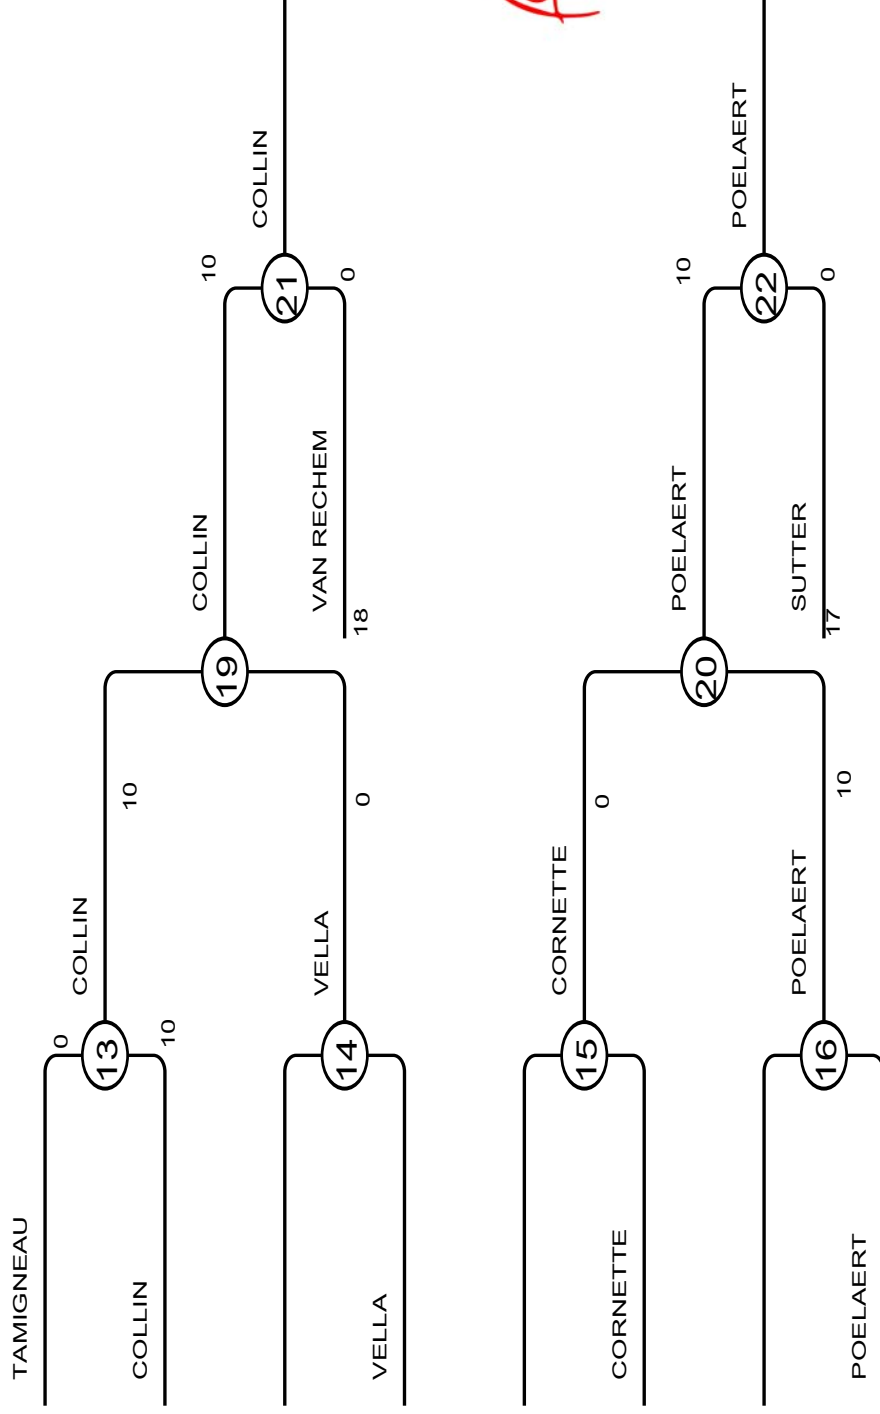 TAMIGNEAU
0
13
10
COLLIN
COLLIN
10
19
0
VELLA
14
VELLA
COLLIN
10
21
0
COLLIN
VAN RECHEM
18
15
CORNETTE
CORNETTE
0
20
10
POELAERT
16
POELAERT
POELAERT
10
22
0
POELAERT
SUTTER
17